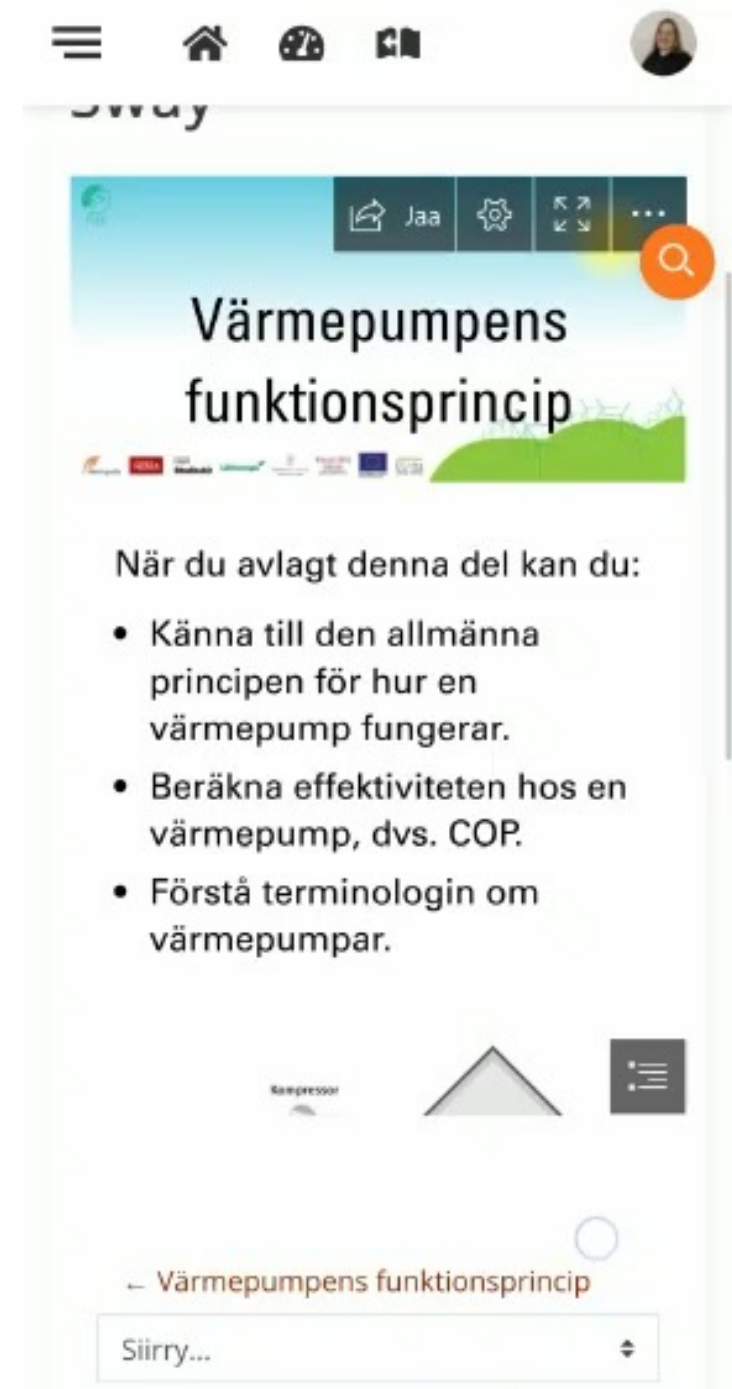 Sway
Jaa
Värmepumpens
funktionsprincip
När du avlagt denna del kan du:
• Känna till den allmänna
principen för hur en
värmepump fungerar.
• Beräkna effektiviteten hos en
värmepump, dvs. COP.
• Förstå terminologin om
värmepumpar.
Kompressor
← Värmepumpens funktionsprincip
Siirry...